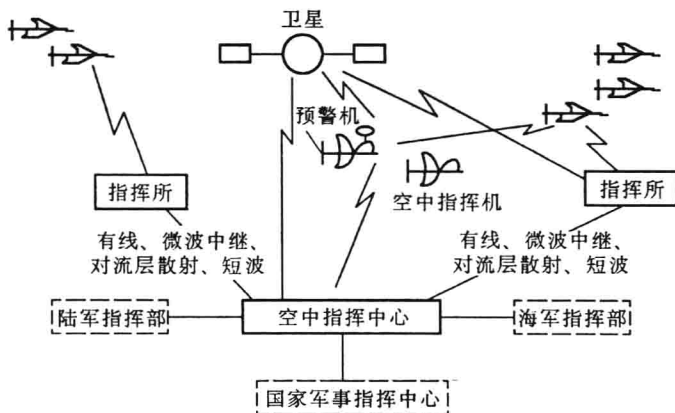 卫星
预警机
指挥所
空中指挥机
指挥所
有线、微波中继、
对流层散射、短波
有线、微波中继、
对流层散射、短波
陆军指挥部
空中指挥中心
海军指挥部
国家军事指挥中心